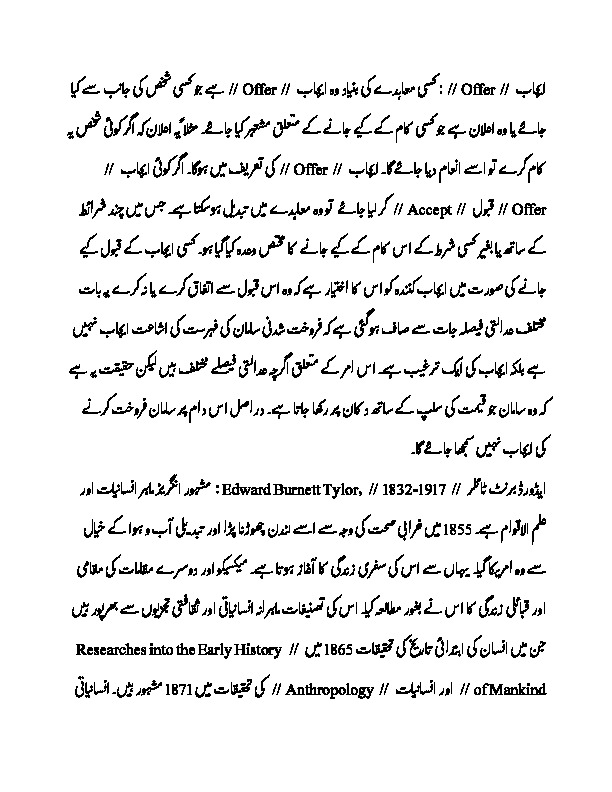 ایجاب // Offer // : کسی معاہدے کی بنیاد وہ ایجاب // Offer // ہے جو کسی شخص کی جانب سے کیا
جائے یا وہ اعلان ہے جو کسی کام کے کیے جانے کے متعلق مشتہر کیا جائے۔ مثلاً یہ اعلان کہ اگر کوئی شخص یہ
کام کرے تو اسے انعام دیا جائے گا۔ ایجاب // Offer // کی تعریف میں ہوگا۔ اگر کوئی ایجاب //
Offer // قبول // Accept // کر لیا جائے تو وہ معاہدے میں تبدیل ہوسکتا ہے۔ جس میں چند شرائط
کے ساتھ یا بغیر کسی شرط کے اس کام کے کیے جانے کا مختص وعدہ کیا گیا ہو۔ کسی ایجاب کے قبول کیے
جانے کی صورت میں ایجاب کنندہ کو اس کا اختیار ہے کہ وہ اس قبول سے اتفاق کرے یا نہ کرے یہ بات
مختلف عدالتی فیصلہ جات سے صاف ہو گئی ہے کہ فروخت شدنی سامان کی فہرست کی اشاعت ایجاب نہیں
ہے بلکہ ایجاب کی ایک ترغیب ہے۔ اس امر کے متعلق اگرچہ عدالتی فیصلے مختلف ہیں لیکن حقیقت یہ ہے
کہ وہ سامان جو قیمت کی سلپ کے ساتھ دکان پر رکھا جاتا ہے۔ دراصل اس دام پر سامان فروخت کرنے
کی ایجاب نہیں سمجھا جائے گا۔
ایڈورڈ برنٹ ٹائلر // Edward Burnett Tylor, // 1832-1917 : مشہور انگریز ماہر انسانیات اور
علم الاقوام ہے۔ 1855 میں خرابی صحت کی وجہ سے اسے لندن چھوڑنا پڑا اور تبدیلی آب و ہوا کے خیال
سے وہ امریکا گیا۔ یہاں سے اس کی سفری زندگی کا آغاز ہوتا ہے۔ میکسیکو اور دوسرے مقامات کی مقامی
اور قبائلی زندگی کا اس نے بغور مطالعہ کیا۔ اس کی تصنیفات ماہرانہ انسانیاتی اور ثقافتی تجزیوں سے بھرپور ہیں
جن میں انسان کی ابتدائی تاریخ کی تحقیقات 1865 میں // Researches into the Early History
of Mankind // اور انسانیات // Anthropology // کی تحقیقات میں 1871 مشہور ہیں۔ انسانیاتی